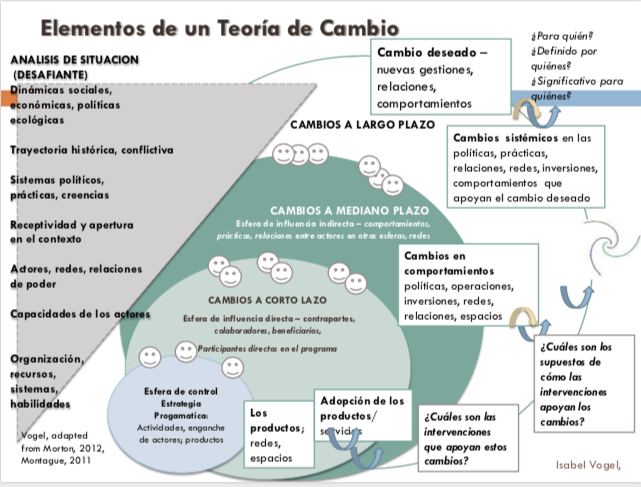 Elementos de un Teoría de Cambio
ANALISIS DE SITUACION
(DESAFIANTE)
Dinámicas sociales,
económicas, políticas
ecológicas
Trayectoria histórica, conflictiva
Sistemas políticos,
prácticas, creencias
Receptividad y apertura
en el contexto
Actores, redes, relaciones
de poder
Capacidades de los actores
Organización,
recursos,
sistemas,
habilidades
Vogel, adapted
from Morton, 2012,
Montague, 2011
Cambio deseado –
nuevas gestiones,
relaciones,
comportamientos
¿Para quién?
¿Definido por
quiénes?
¿Significativo para
quiénes?
CAMBIOS A LARGO PLAZO
Cambios sistémicos en las
políticas, prácticas,
relaciones, redes, inversiones,
comportamientos que
apoyan el cambio deseado
CAMBIOS A MEDIANO PLAZO
Esfera de influencia indirecta – comportamientos,
prácticas, relaciones entre actores en otras esferas, redes
Cambios en
comportamientos
políticas, operaciones,
inversiones, redes,
relaciones, espacios
CAMBIOS A CORTO LAZO
Esfera de influencia directa – contrapartes,
colaboradores, beneficiarios,
Participantes directos en el programa
¿Cuáles son los
supuestos de
cómo las
intervenciones
apoyan los
cambios?
Esfera de control
Estrategia
Progamatica:
Actividades, enganche
de actores; productos
Los
productos;
redes,
espacios
Adopción de los
productos/
servicios
¿Cuáles son las
intervenciones
que apoyan estos
cambios?
Isabel Vogel,